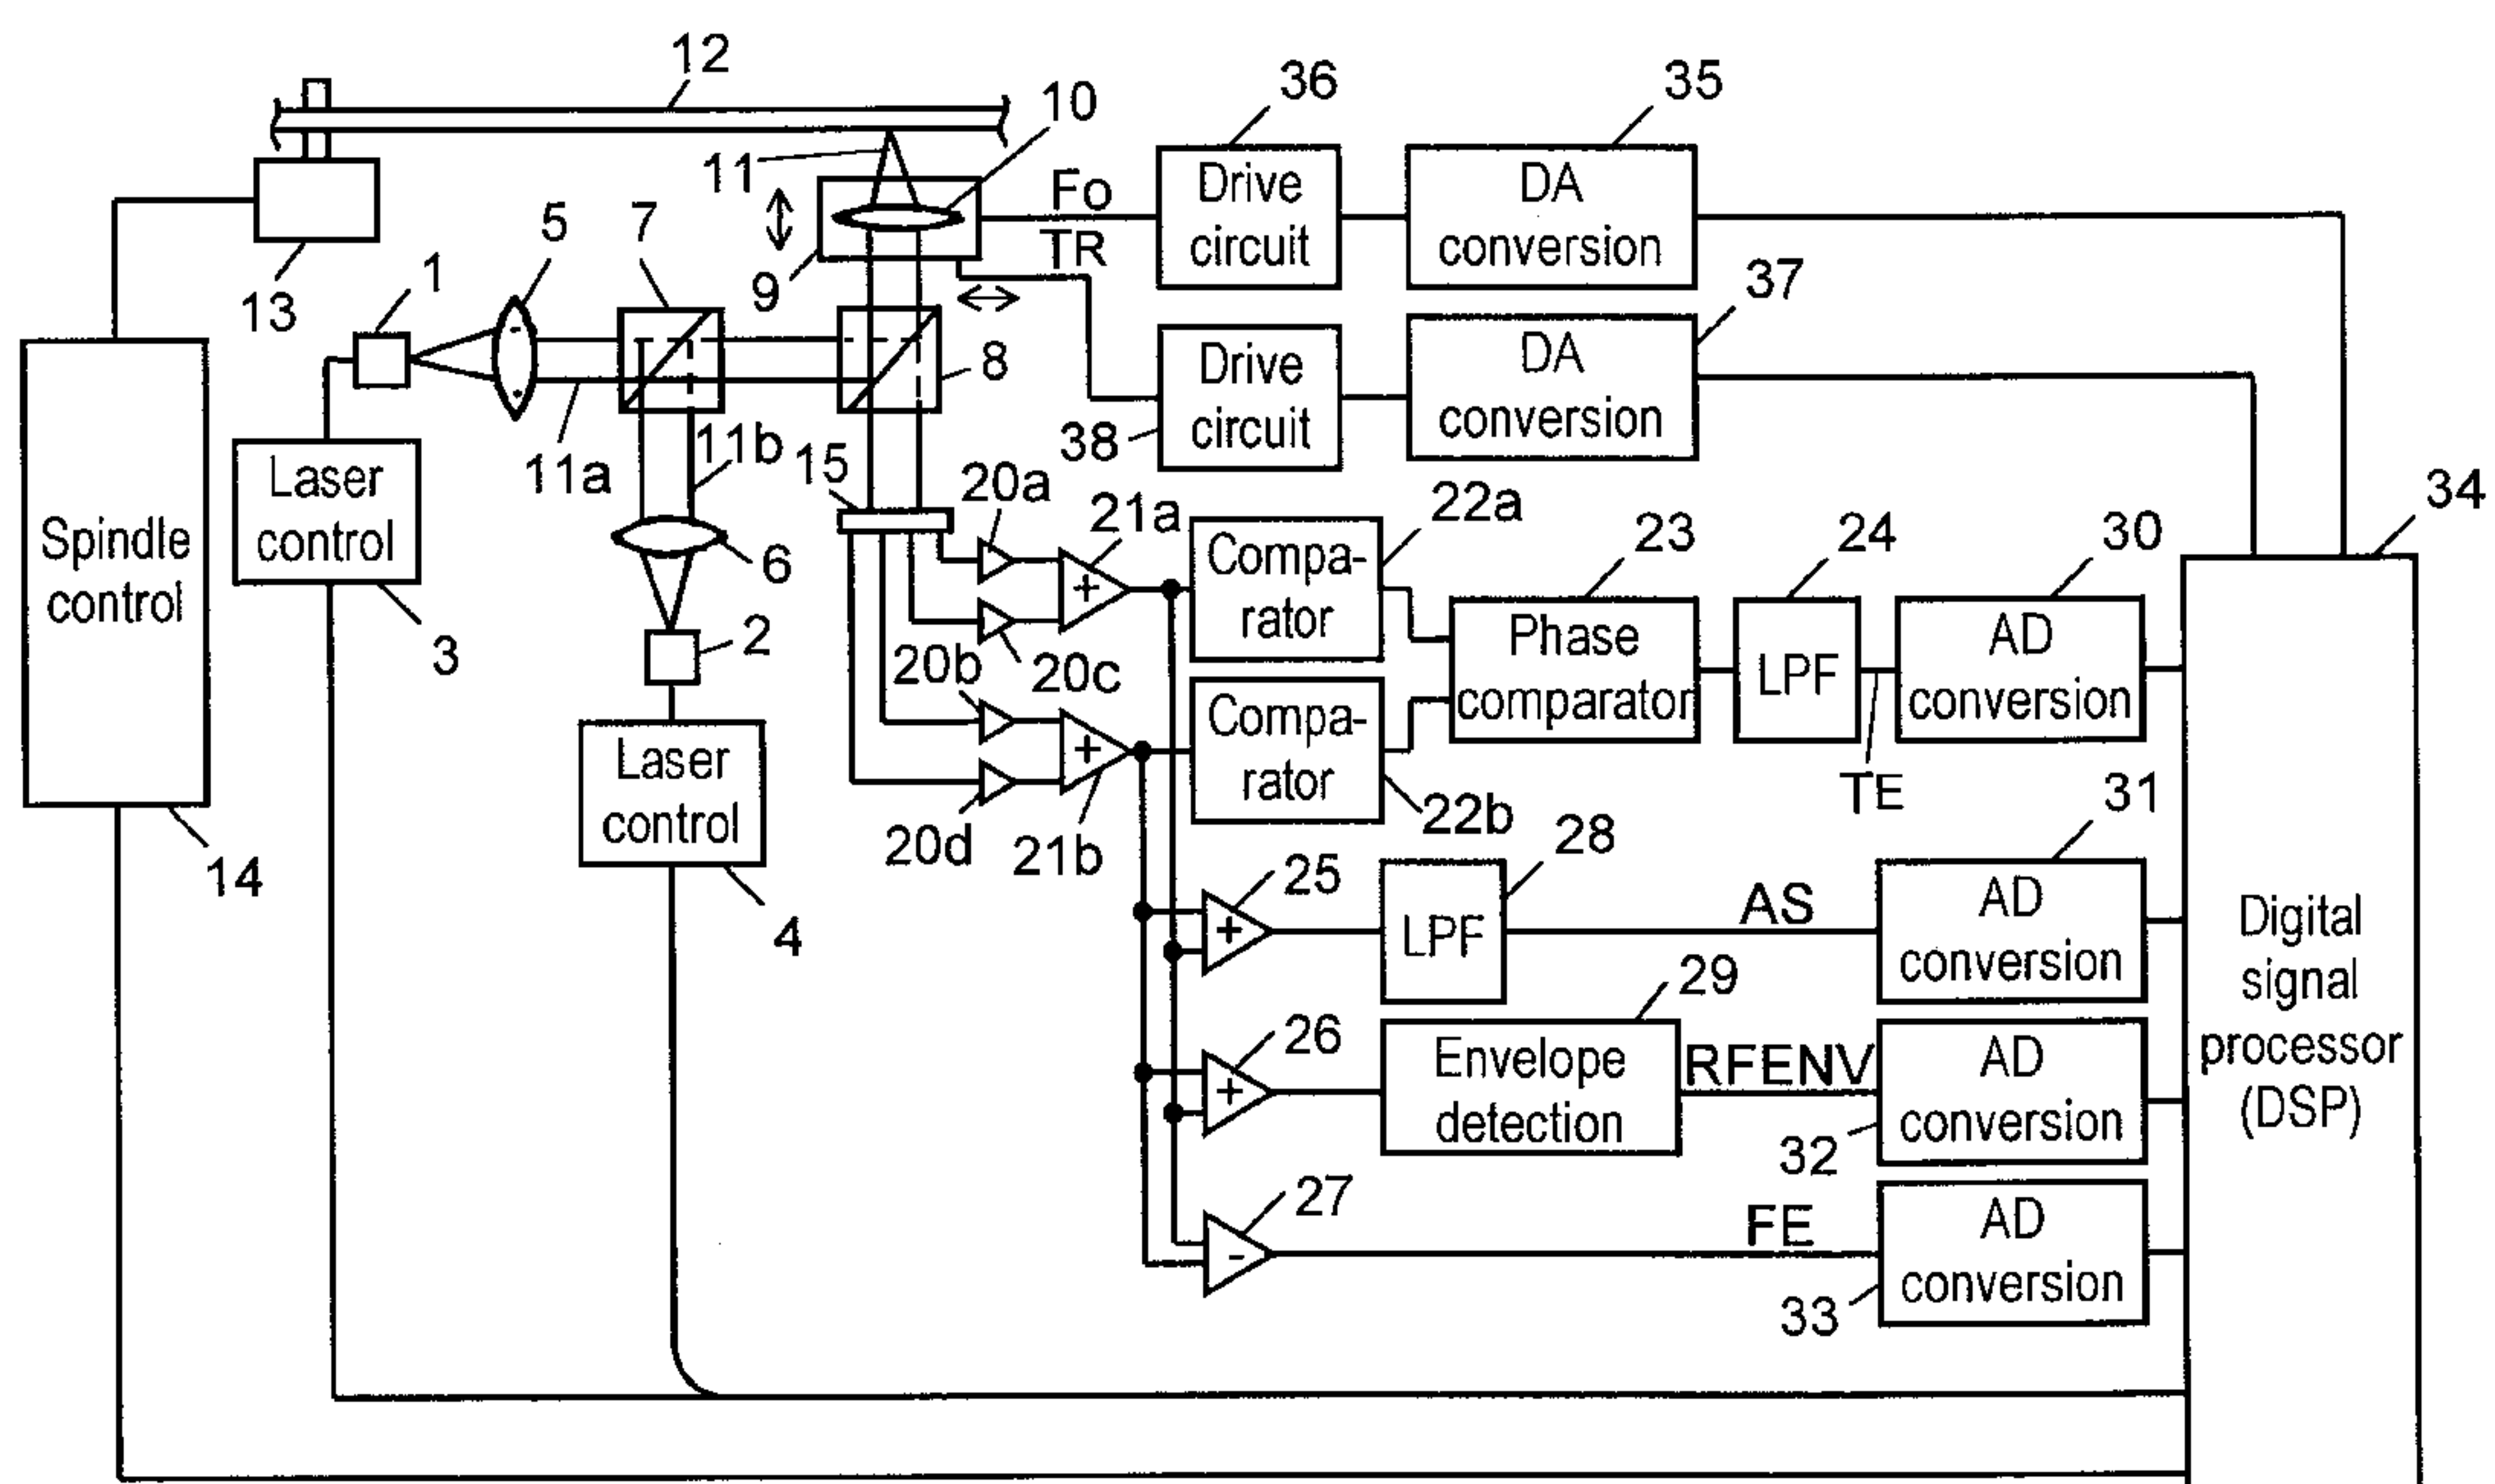 12
10
36
35
11
Fo
TR
Drive
circuit
DA
conversion
13
1
5
7
9
8
37
Drive
circuit
DA
conversion
38
Laser
control
11a
11b
15
20a
21a
22a
23
24
30
34
Spindle
control
6
Compa-
rator
3
2
20b
20c
Phase
comparator
LPF
AD
conversion
Laser
control
Compa-
rator
TE
31
14
4
20d
21b
22b
28
25
LPF
AS
AD
conversion
Digital
signal
processor
(DSP)
26
29
Envelope
detection
RFENV
AD
conversion
32
27
FE
AD
conversion
33